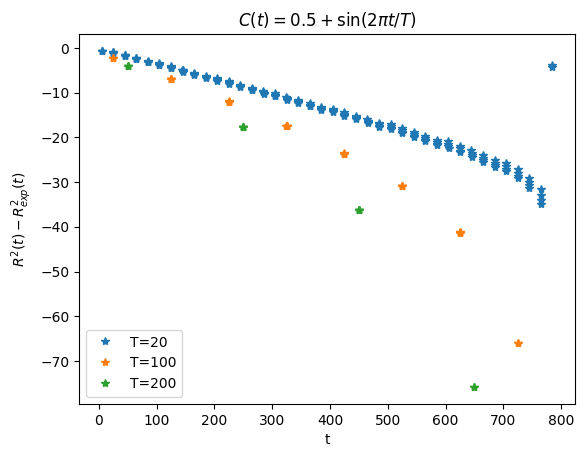 C(t) = 0.5 + sin(2πt/T)
R²(t) − R²exp(t)
0
−10
−20
−30
−40
−50
−60
−70
T=20
T=100
T=200
0 100 200 300 400 500 600 700 800
t